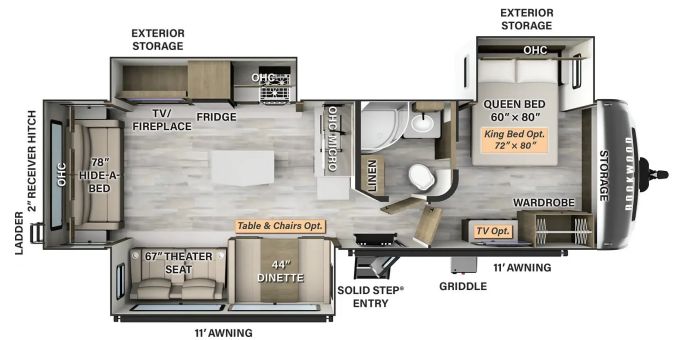 EXTERIOR
STORAGE
EXTERIOR
STORAGE
OHC
OHC
TV/
FIREPLACE
FRIDGE
QUEEN BED
60" × 80"
King Bed Opt.
72" × 80"
OHC/MICRO
LINEN
STORAGE
ROCKWOOD
LADDER
2" RECEIVER HITCH
OHC
78"
HIDE-A-
BED
WARDROBE
Table & Chairs Opt.
TV Opt.
67" THEATER
SEAT
44"
DINETTE
SOLID STEP®
ENTRY
GRIDDLE
11' AWNING
11' AWNING